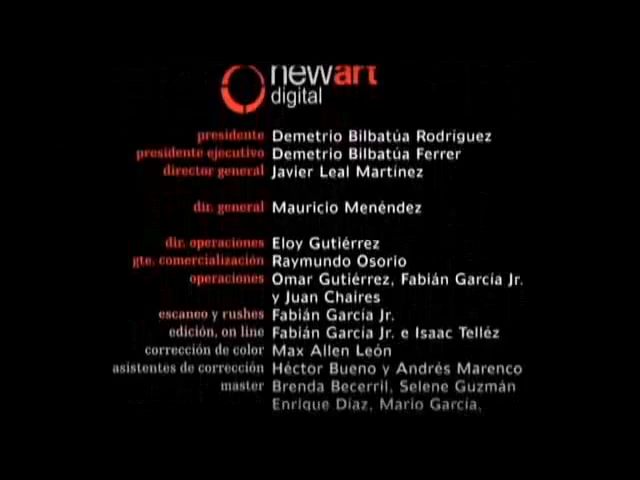 newart
digital
presidente Demetrio Bilbatúa Rodríguez
presidente ejecutivo Demetrio Bilbatúa Ferrer
director general Javier Leal Martínez
dir. general Mauricio Menéndez
dir. operaciones Eloy Gutiérrez
gte. comercialización Raymundo Osorio
operaciones Omar Gutiérrez, Fabián García Jr.
y Juan Chaires
escaneo y rushes Fabián García Jr.
edición, on line Fabián García Jr. e Isaac Telléz
corrección de color Max Allen León
asistentes de corrección Héctor Bueno y Andrés Marenco
master Brenda Becerril, Selene Guzmán
Enrique Díaz, Mario García,